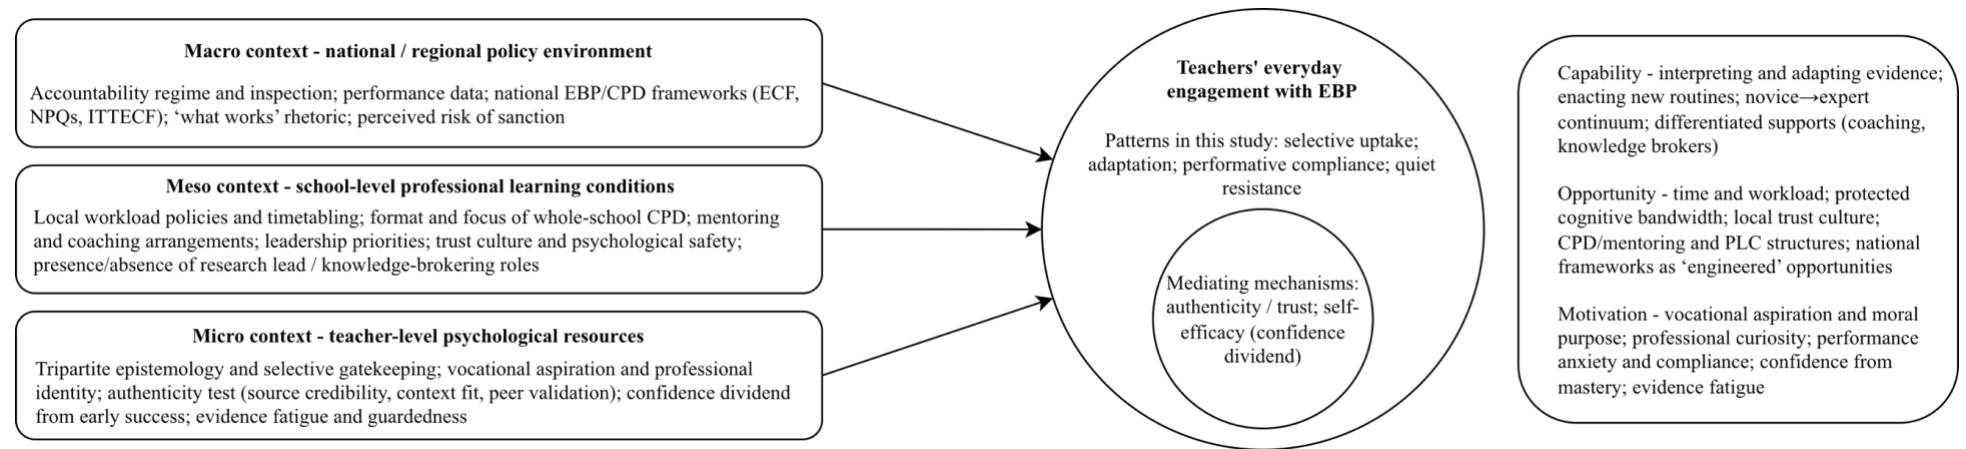 Macro context - national / regional policy environment
Accountability regime and inspection; performance data; national EBP/CPD frameworks (ECF,
NPQs, ITTECF); ‘what works’ rhetoric; perceived risk of sanction
Meso context - school-level professional learning conditions
Local workload policies and timetabling; format and focus of whole-school CPD; mentoring
and coaching arrangements; leadership priorities; trust culture and psychological safety;
presence/absence of research lead / knowledge-brokering roles
Micro context - teacher-level psychological resources
Tripartite epistemology and selective gatekeeping; vocational aspiration and professional
identity; authenticity test (source credibility, context fit, peer validation); confidence dividend
from early success; evidence fatigue and guardedness
Teachers' everyday
engagement with EBP
Patterns in this study: selective uptake;
adaptation; performative compliance; quiet
resistance
Mediating mechanisms:
authenticity / trust; self-
efficacy (confidence
dividend)
Capability - interpreting and adapting evidence;
enacting new routines; novice→expert
continuum; differentiated supports (coaching,
knowledge brokers)
Opportunity - time and workload; protected
cognitive bandwidth; local trust culture;
CPD/mentoring and PLC structures; national
frameworks as ‘engineered’ opportunities
Motivation - vocational aspiration and moral
purpose; professional curiosity; performance
anxiety and compliance; confidence from
mastery; evidence fatigue